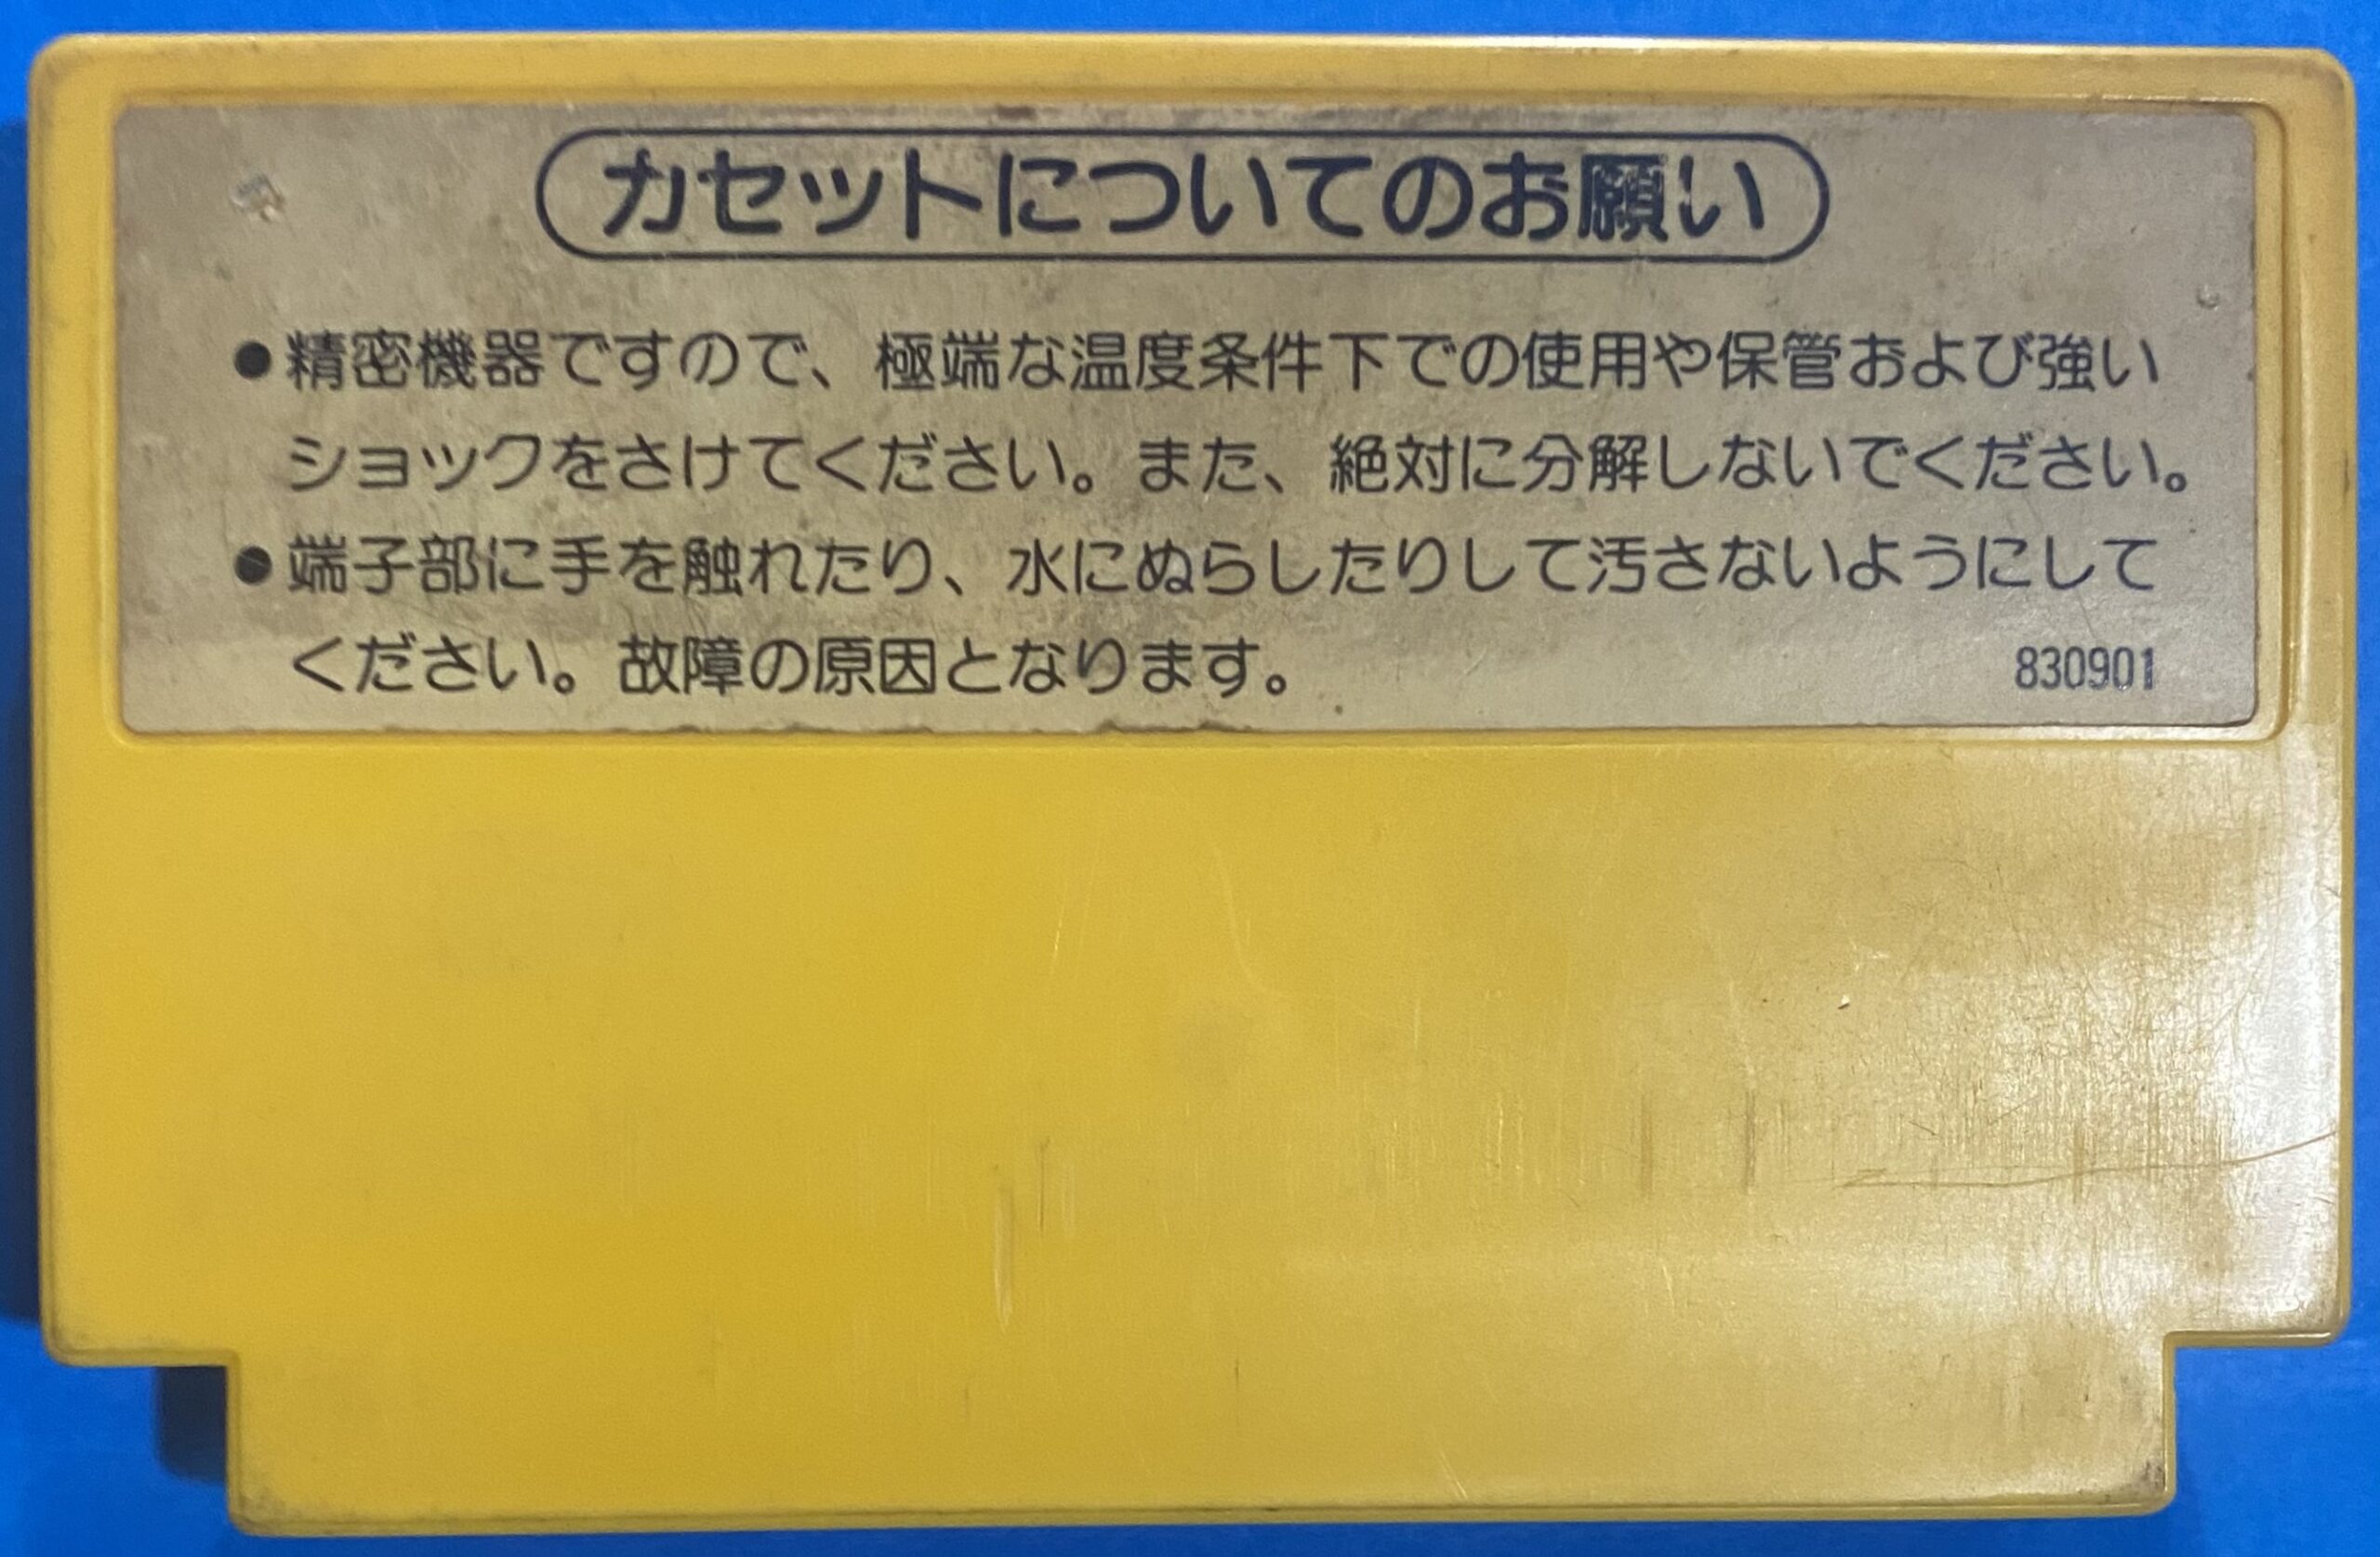 カセットについてのお願い
●精密機器ですので、極端な温度条件下での使用や保管および強い
ショックをさけてください。また、絶対に分解しないでください。
●端子部に手を触れたり、水にぬらしたりして汚さないようにして
ください。故障の原因となります。 830901